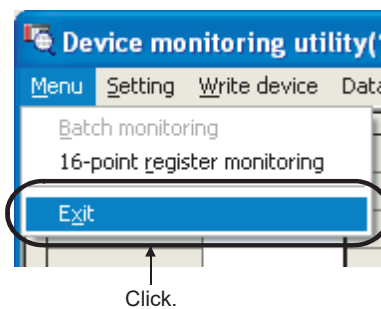 Device monitoring utility(
Menu Setting Write device Data
Batch monitoring
16-point register monitoring
Exit
Click.